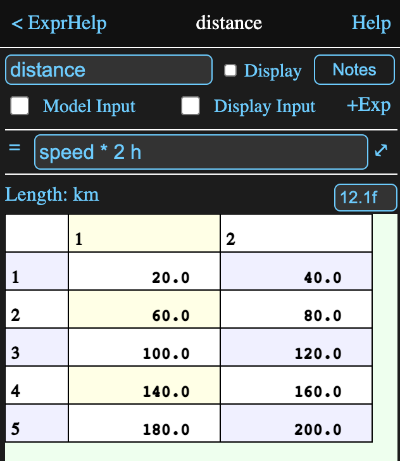 < ExprHelp distance Help
distance Display Notes
Model Input Display Input +Exp
= speed * 2 h ⤢
Length: km 12.1f
1 2
1 20.0 40.0
2 60.0 80.0
3 100.0 120.0
4 140.0 160.0
5 180.0 200.0